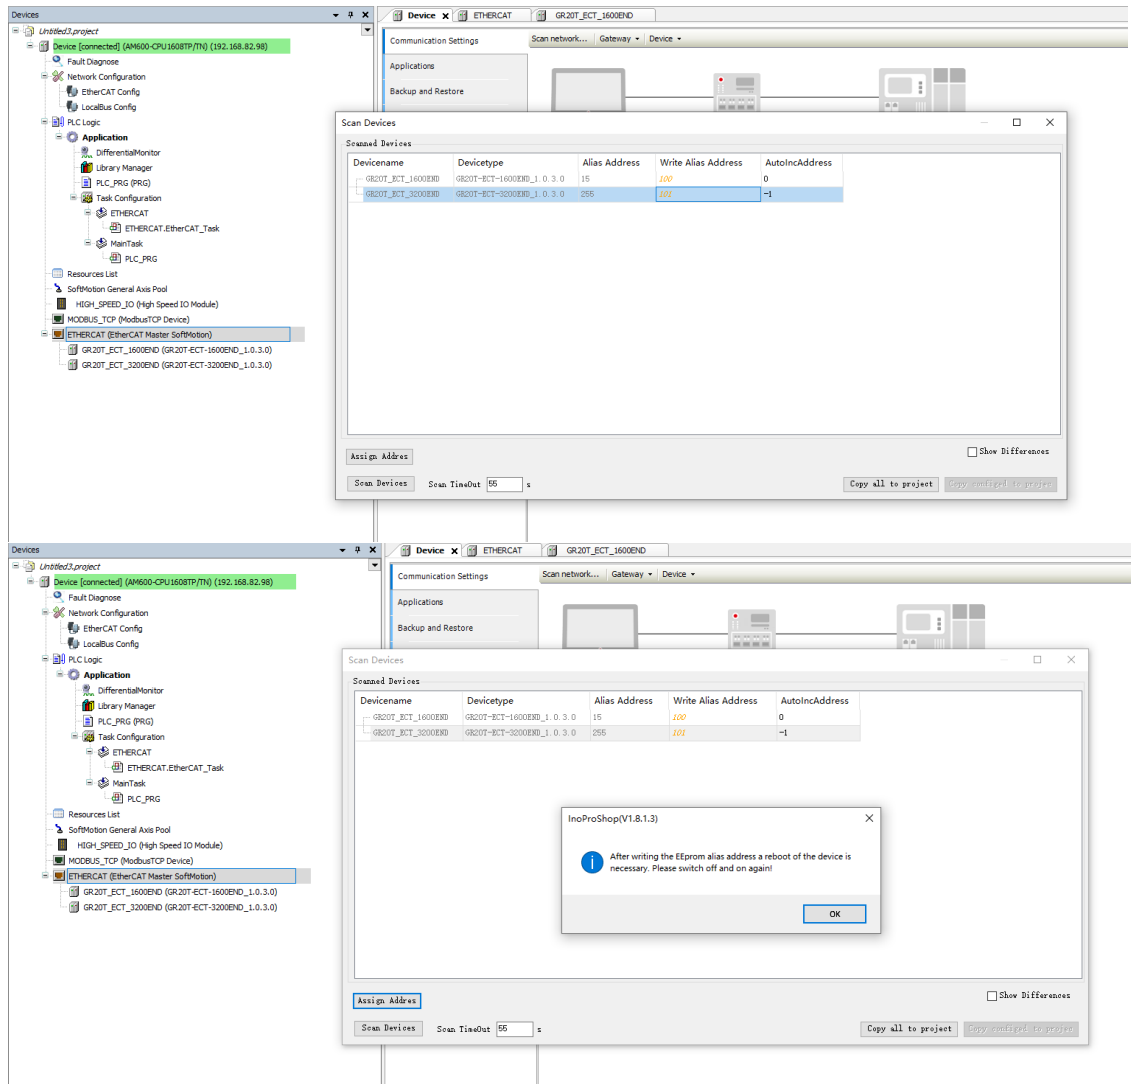 Devices
Untitled3.project
Device [connected] (AM600-CPU1608TP/TN) (192.168.82.98)
Fault Diagnose
Network Configuration
EtherCAT Config
LocalBus Config
PLC Logic
Application
DifferentialMonitor
Library Manager
PLC_PRG (PRG)
Task Configuration
ETHERCAT
ETHERCAT.EtherCAT_Task
MainTask
PLC_PRG
Resources List
SoftMotion General Axis Pool
HIGH_SPEED_IO (High Speed IO Module)
MODBUS_TCP (ModbusTCP Device)
ETHERCAT (EtherCAT Master SoftMotion)
GR20T_ECT_1600END (GR20T-ECT-1600END_1.0.3.0)
GR20T_ECT_3200END (GR20T-ECT-3200END_1.0.3.0)
Device ETHERCAT GR20T_ECT_1600END
Communication Settings
Applications
Backup and Restore
Scan network... Gateway Device
Scan Devices
Scanned Devices
Devicename Devicetype Alias Address Write Alias Address AutoIncAddress
GR20T_ECT_1600END GR20T-ECT-1600END_1.0.3.0 15 100 0
GR20T_ECT_3200END GR20T-ECT-3200END_1.0.3.0 255 101 -1
Show Differences
Assign Addres
Scan Devices Scan TimeOut 55 s Copy all to project Copy configed to projec
Devices
Untitled3.project
Device [connected] (AM600-CPU1608TP/TN) (192.168.82.98)
Fault Diagnose
Network Configuration
EtherCAT Config
LocalBus Config
PLC Logic
Application
DifferentialMonitor
Library Manager
PLC_PRG (PRG)
Task Configuration
ETHERCAT
ETHERCAT.EtherCAT_Task
MainTask
PLC_PRG
Resources List
SoftMotion General Axis Pool
HIGH_SPEED_IO (High Speed IO Module)
MODBUS_TCP (ModbusTCP Device)
ETHERCAT (EtherCAT Master SoftMotion)
GR20T_ECT_1600END (GR20T-ECT-1600END_1.0.3.0)
GR20T_ECT_3200END (GR20T-ECT-3200END_1.0.3.0)
Device ETHERCAT GR20T_ECT_1600END
Communication Settings
Applications
Backup and Restore
Scan network... Gateway Device
Scan Devices
Scanned Devices
Devicename Devicetype Alias Address Write Alias Address AutoIncAddress
GR20T_ECT_1600END GR20T-ECT-1600END_1.0.3.0 15 100 0
GR20T_ECT_3200END GR20T-ECT-3200END_1.0.3.0 255 101 -1
InoProShop(V1.8.1.3)
After writing the EEprom alias address a reboot of the device is
necessary. Please switch off and on again!
OK
Show Differences
Assign Addres
Scan Devices Scan TimeOut 55 s Copy all to project Copy configed to projec